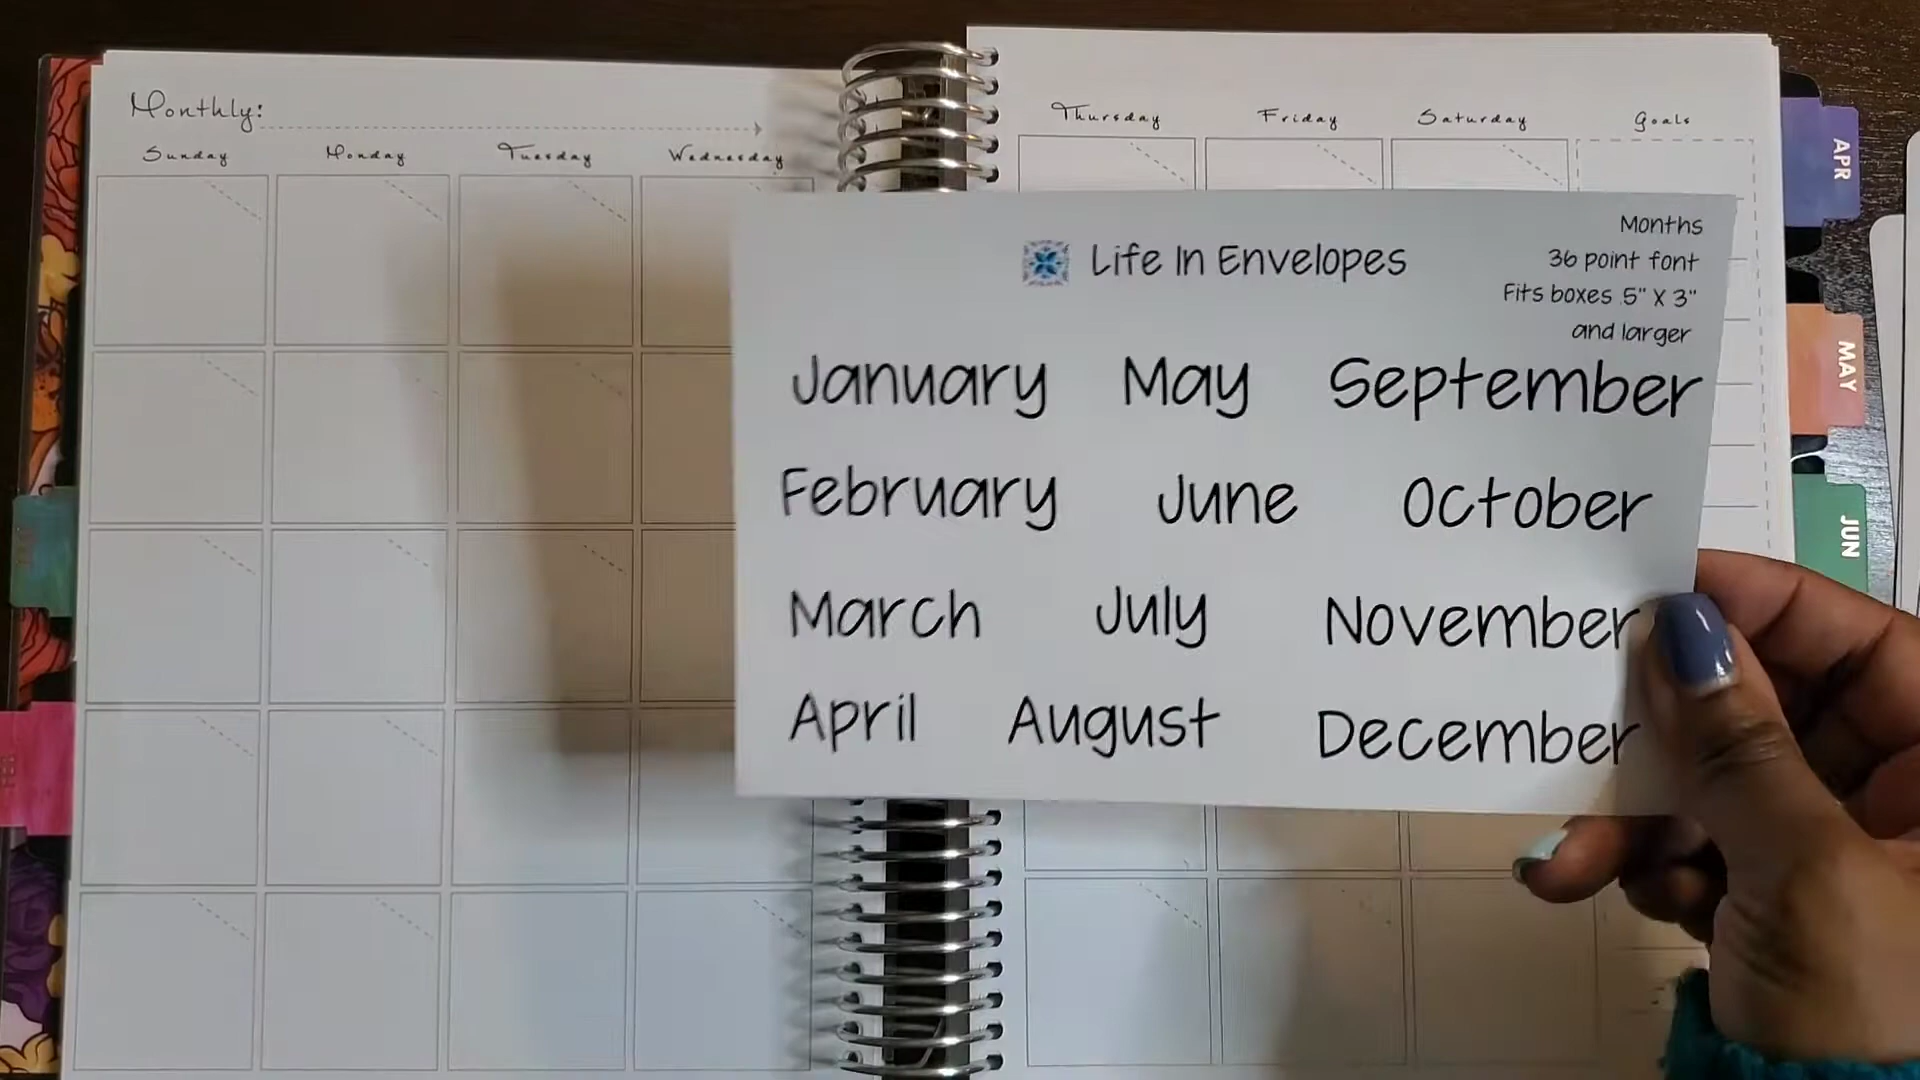 Monthly:
Sunday Monday Tuesday Wednesday
Thursday Friday Saturday Goals
Life In Envelopes
Months
36 point font
Fits boxes .5" X 3"
and larger
January May September
February June October
March July November
April August December
APR
MAY
JUN